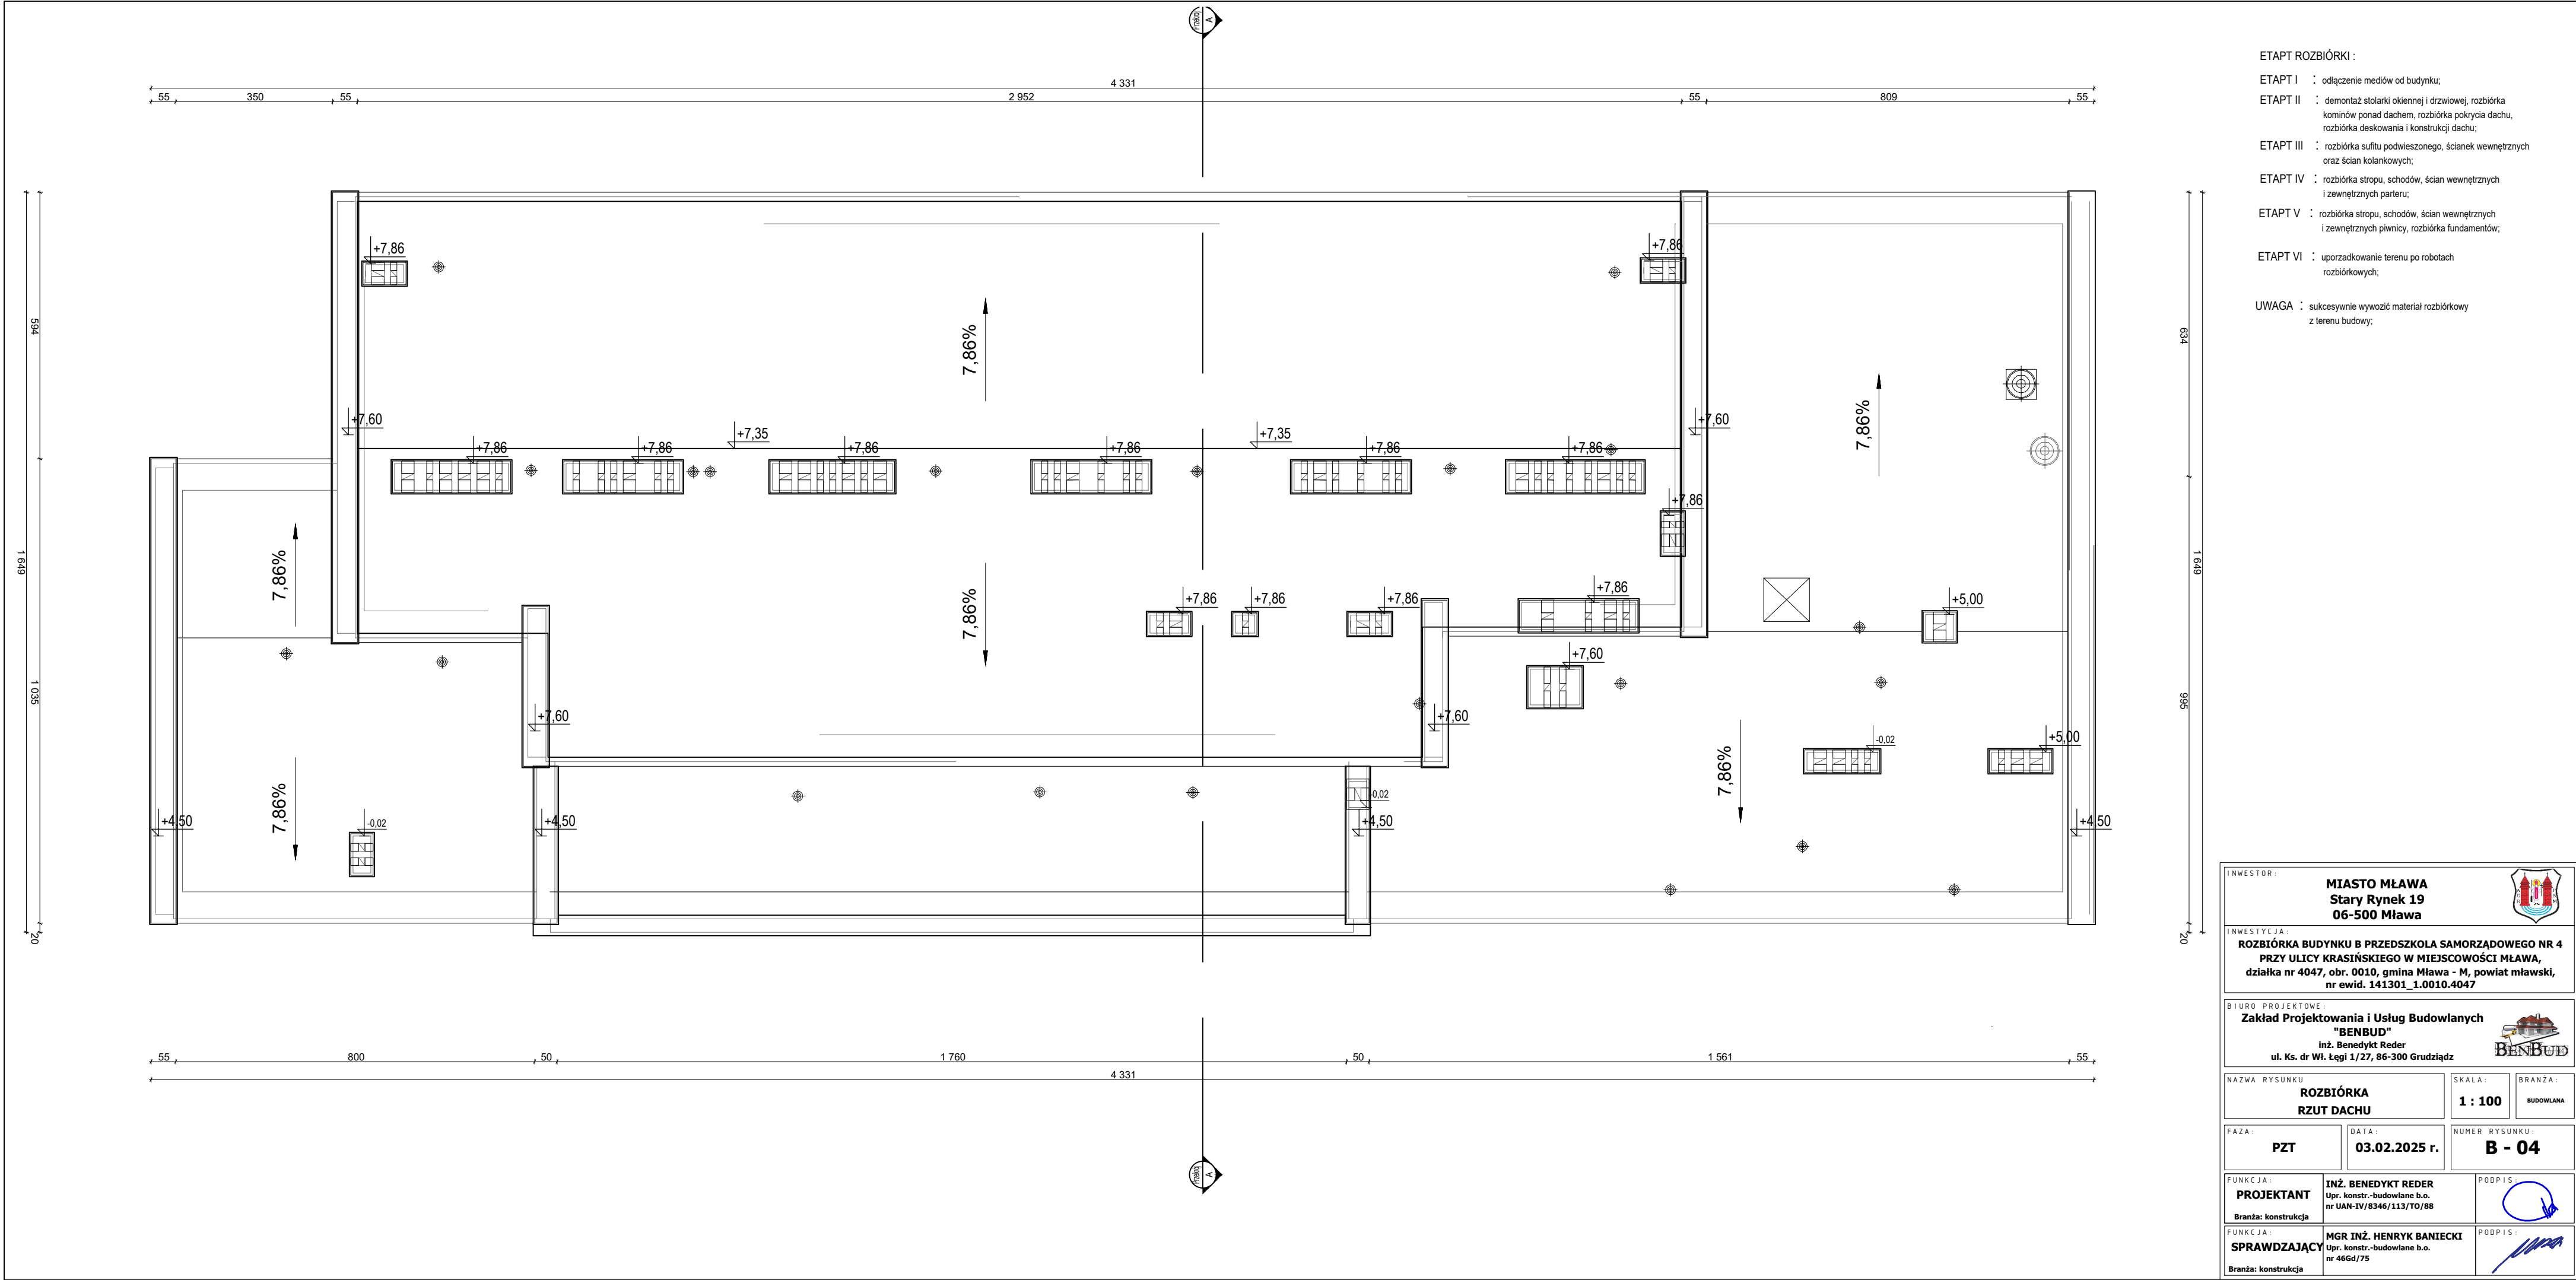 Przekrój
A
4 331
55
350
55
2 952
55
809
55
ETAPT ROZBIÓRKI :
ETAPT I : odłączenie mediów od budynku;
ETAPT II : demontaż stolarki okiennej i drzwiowej, rozbiórka
kominów ponad dachem, rozbiórka pokrycia dachu,
rozbiórka deskowania i konstrukcji dachu;
ETAPT III : rozbiórka sufitu podwieszonego, ścianek wewnętrznych
oraz ścian kolankowych;
ETAPT IV : rozbiórka stropu, schodów, ścian wewnętrznych
i zewnętrznych parteru;
ETAPT V : rozbiórka stropu, schodów, ścian wewnętrznych
i zewnętrznych piwnicy, rozbiórka fundamentów;
ETAPT VI : uporzadkowanie terenu po robotach
rozbiórkowych;
UWAGA : sukcesywnie wywozić materiał rozbiórkowy
z terenu budowy;
594
1 649
1 035
20
634
1 649
995
20
+7,86
+7,86
7,86%
7,86%
+7,60
+7,35
+7,35
+7,60
+7,86
+7,86
+7,86
+7,86
+7,86
+7,86
+7,86
7,86%
7,86%
+7,86
+7,86
+7,86
+7,86
+5,00
+7,60
+7,60
+7,60
7,86%
7,86%
-0,02
+5,00
-0,02
+4,50
-0,02
+4,50
+4,50
+4,50
55
800
50
1 760
50
1 561
55
4 331
Przekrój
A
INWESTOR:
MIASTO MŁAWA
Stary Rynek 19
06-500 Mława
INWESTYCJA:
ROZBIÓRKA BUDYNKU B PRZEDSZKOLA SAMORZĄDOWEGO NR 4
PRZY ULICY KRASIŃSKIEGO W MIEJSCOWOŚCI MŁAWA,
działka nr 4047, obr. 0010, gmina Mława - M, powiat mławski,
nr ewid. 141301_1.0010.4047
BIURO PROJEKTOWE:
Zakład Projektowania i Usług Budowlanych
"BENBUD"
inż. Benedykt Reder
ul. Ks. dr Wł. Łęgi 1/27, 86-300 Grudziądz
BENBUD
NAZWA RYSUNKU
ROZBIÓRKA
RZUT DACHU
SKALA:
1 : 100
BRANŻA:
BUDOWLANA
FAZA:
PZT
DATA:
03.02.2025 r.
NUMER RYSUNKU:
B - 04
FUNKCJA:
PROJEKTANT
Branża: konstrukcja
INŻ. BENEDYKT REDER
Upr. konstr.-budowlane b.o.
nr UAN-IV/8346/113/TO/88
PODPIS:
FUNKCJA:
SPRAWDZAJĄCY
Branża: konstrukcja
MGR INŻ. HENRYK BANIECKI
Upr. konstr.-budowlane b.o.
nr 46Gd/75
PODPIS: